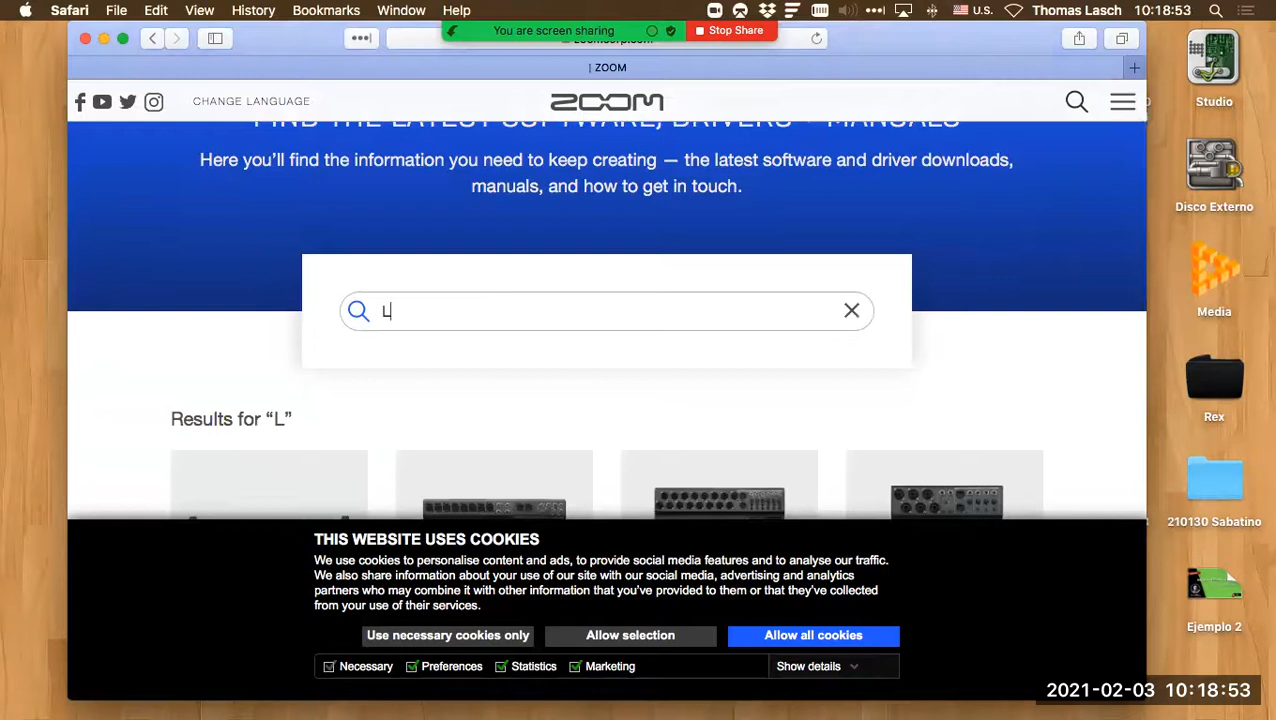 Safari File Edit View History Bookmarks Window Help U.S. Thomas Lasch 10:18:53
You are screen sharing Stop Share
| ZOOM
CHANGE LANGUAGE ZOOM
FIND THE LATEST SOFTWARE, DRIVERS + MANUALS
Here you'll find the information you need to keep creating — the latest software and driver downloads,
manuals, and how to get in touch.
L
Results for “L”
THIS WEBSITE USES COOKIES
We use cookies to personalise content and ads, to provide social media features and to analyse our traffic.
We also share information about your use of our site with our social media, advertising and analytics
partners who may combine it with other information that you've provided to them or that they've collected
from your use of their services.
Use necessary cookies only Allow selection Allow all cookies
Necessary Preferences Statistics Marketing Show details
Studio
Disco Externo
Media
Rex
210130 Sabatino
Ejemplo 2
2021-02-03 10:18:53